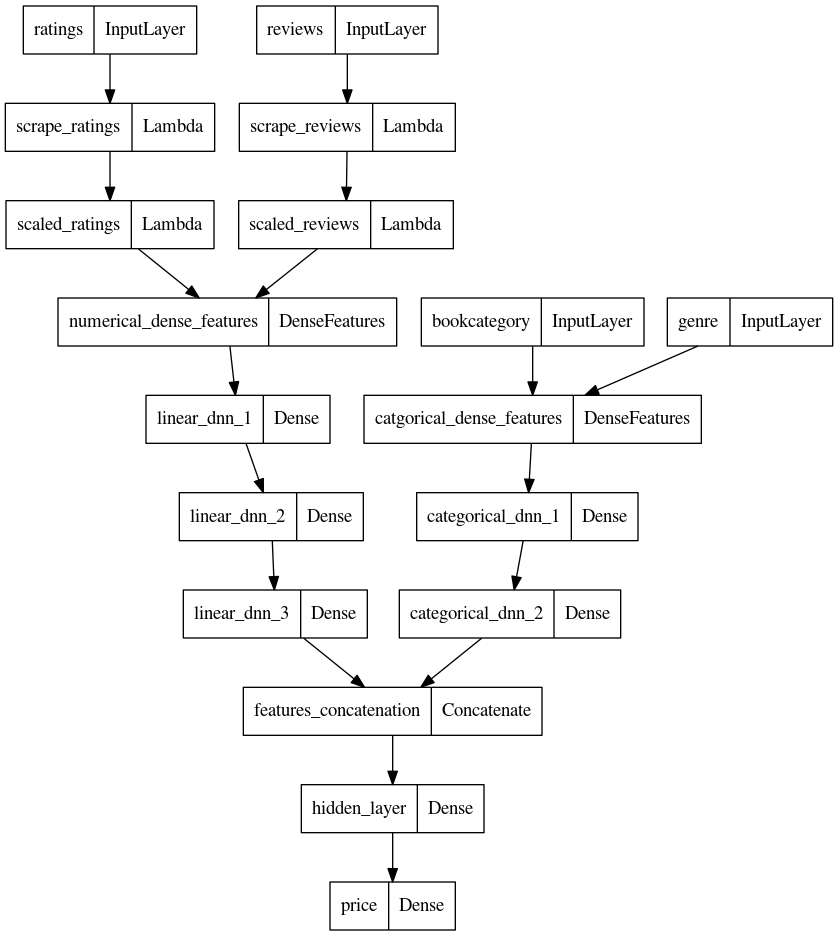 ratings InputLayer
reviews InputLayer
scrape_ratings Lambda
scrape_reviews Lambda
scaled_ratings Lambda
scaled_reviews Lambda
numerical_dense_features DenseFeatures
bookcategory InputLayer
genre InputLayer
linear_dnn_1 Dense
catgorical_dense_features DenseFeatures
linear_dnn_2 Dense
categorical_dnn_1 Dense
linear_dnn_3 Dense
categorical_dnn_2 Dense
features_concatenation Concatenate
hidden_layer Dense
price Dense